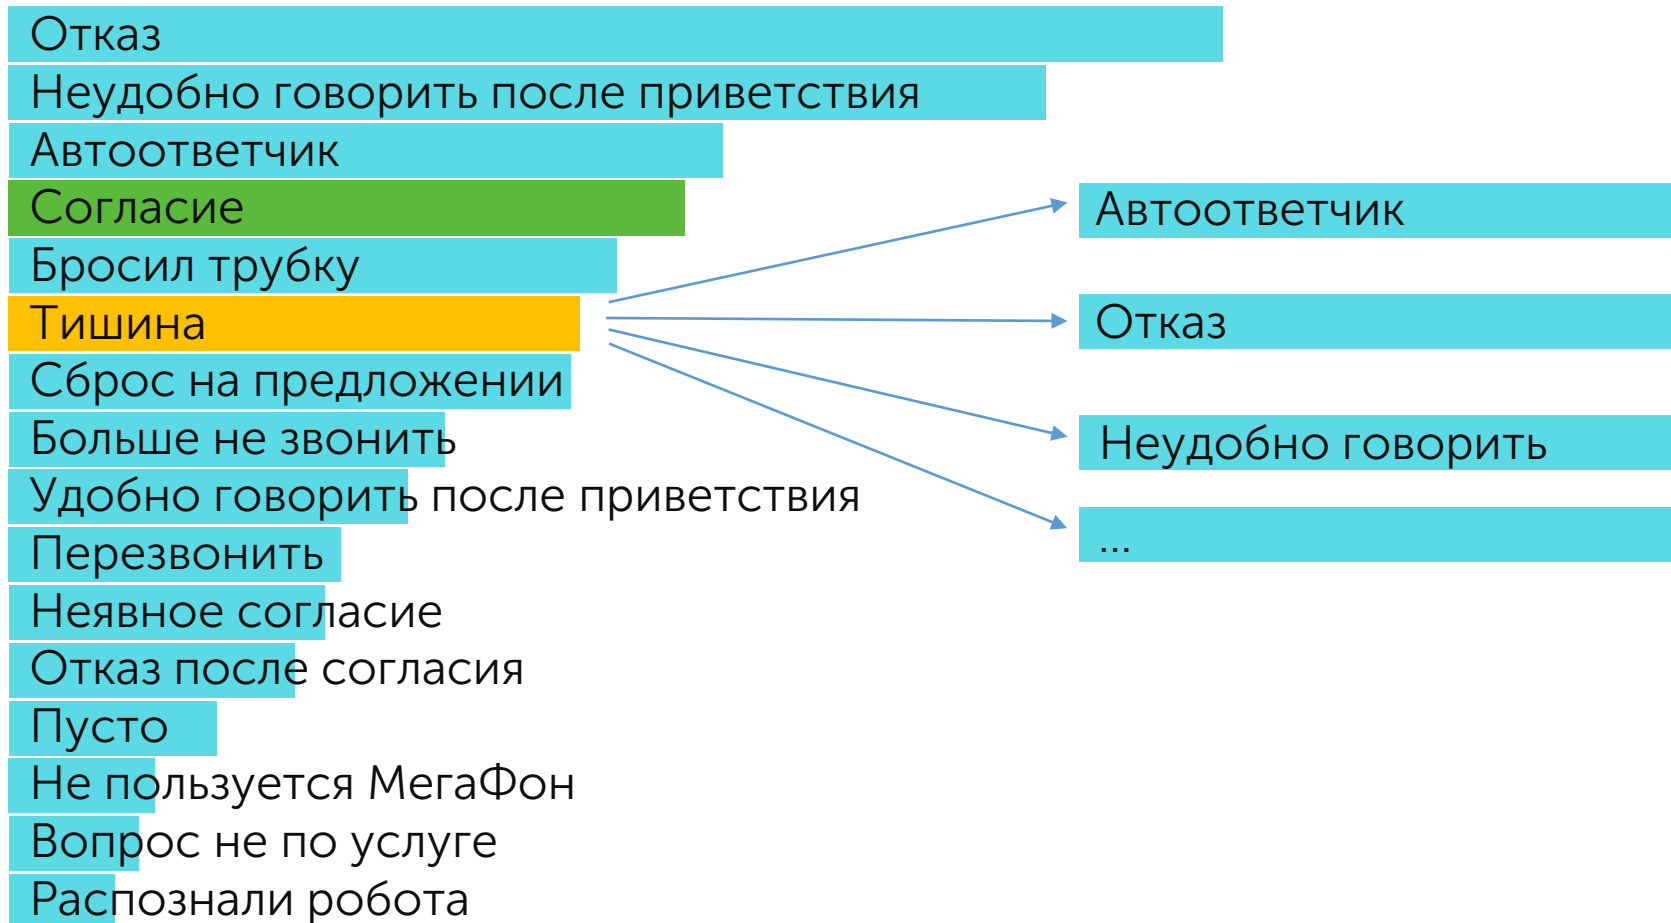 Отказ
Неудобно говорить после приветствия
Автоответчик
Согласие
Бросил трубку
Тишина
Сброс на предложении
Больше не звонить
Удобно говорить после приветствия
Перезвонить
Неявное согласие
Отказ после согласия
Пусто
Не пользуется МегаФон
Вопрос не по услуге
Распознали робота
Автоответчик
Отказ
Неудобно говорить
...